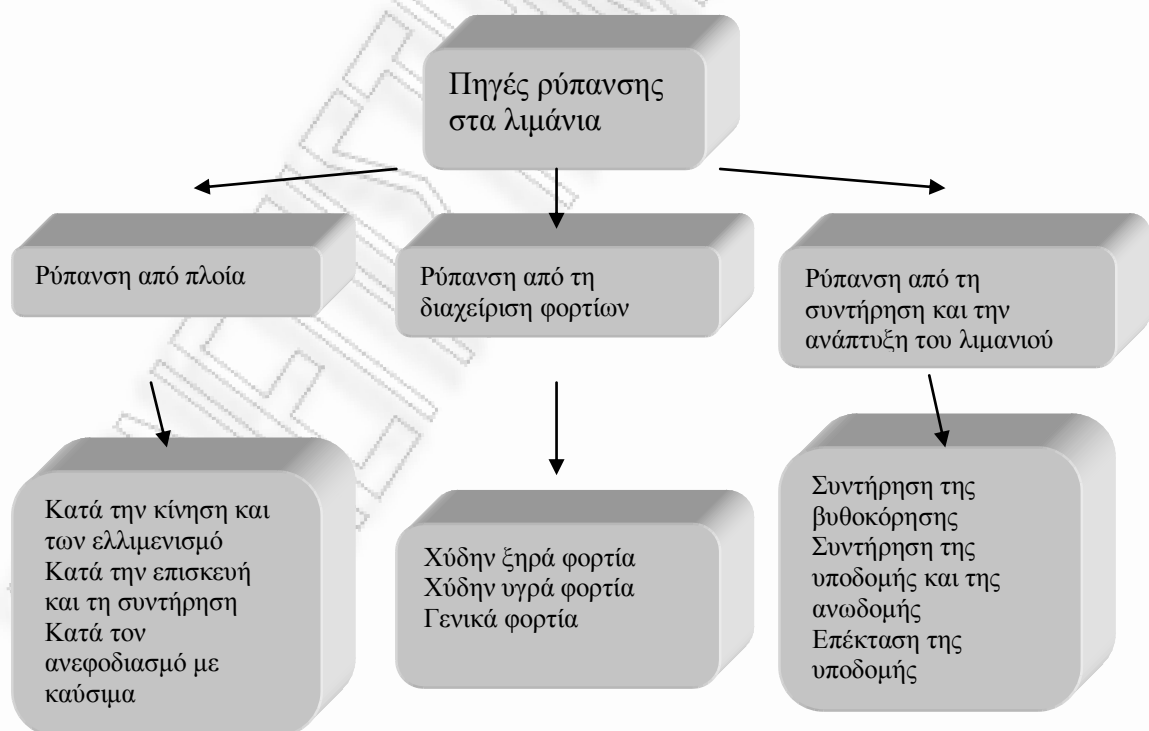 Πηγές ρύπανσης
στα λιμάνια
Ρύπανση από πλοία
Ρύπανση από τη
διαχείριση φορτίων
Ρύπανση από τη
συντήρηση και την
ανάπτυξη του λιμανιού
Κατά την κίνηση και
των ελλιμενισμό
Κατά την επισκευή
και τη συντήρηση
Κατά τον
ανεφοδιασμό με
καύσιμα
Χύδην ξηρά φορτία
Χύδην υγρά φορτία
Γενικά φορτία
Συντήρηση της
βυθοκόρησης
Συντήρηση της
υποδομής και της
ανωδομής
Επέκταση της
υποδομής